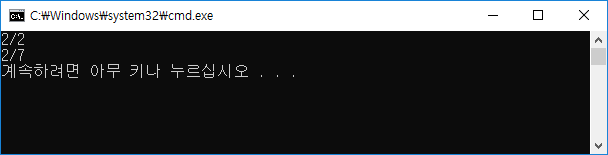 C:₩Windows₩system32₩cmd.exe
2/2
2/7
계속하려면 아무 키나 누르십시오 . . .